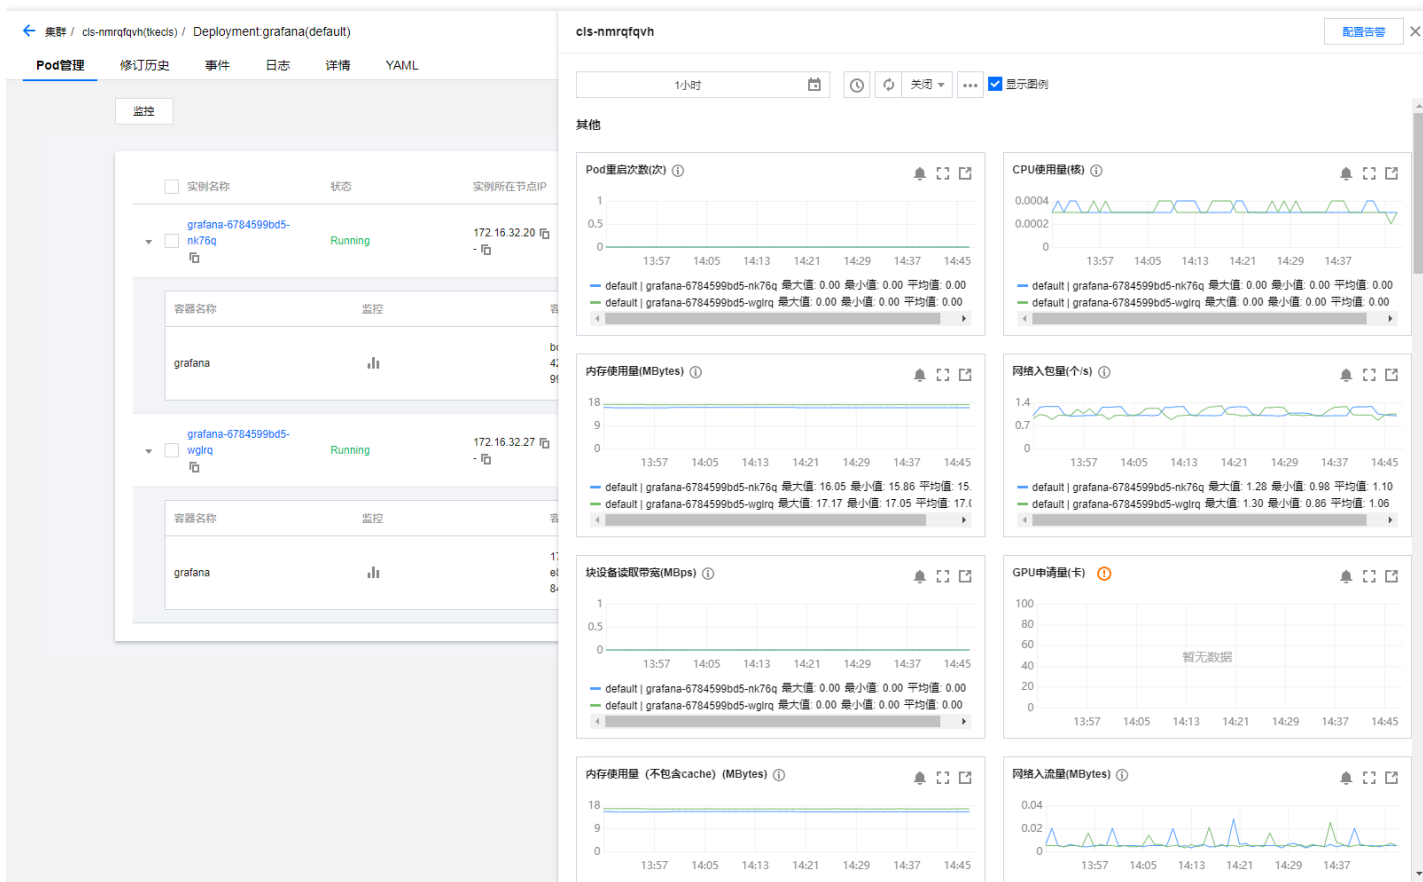 集群 / cls-nmrqfqvh(tkecls) / Deployment:grafana(default)
Pod管理 修订历史 事件 日志 详情 YAML
监控
实例名称 状态 实例所在节点IP
grafana-6784599bd5-
nk76q
Running
172.16.32.20
-
容器名称 监控 容
grafana
42
99
grafana-6784599bd5-
wglrq
Running
172.16.32.27
-
容器名称 监控 容
grafana
17
84
cls-nmrqfqvh
配置告警
1小时
关闭
显示图例
其他
Pod重启次数(次)
1
0.5
0
13:57 14:05 14:13 14:21 14:29 14:37 14:45
default | grafana-6784599bd5-nk76q 最大值: 0.00 最小值: 0.00 平均值: 0.00
default | grafana-6784599bd5-wglrq 最大值: 0.00 最小值: 0.00 平均值: 0.00
CPU使用量(核)
0.0004
0.0002
0
13:57 14:05 14:13 14:21 14:29 14:37
default | grafana-6784599bd5-nk76q 最大值: 0.00 最小值: 0.00 平均值: 0.00
default | grafana-6784599bd5-wglrq 最大值: 0.00 最小值: 0.00 平均值: 0.00
内存使用量(MBytes)
18
9
0
13:57 14:05 14:13 14:21 14:29 14:37 14:45
default | grafana-6784599bd5-nk76q 最大值: 16.05 最小值: 15.86 平均值: 15.
default | grafana-6784599bd5-wglrq 最大值: 17.17 最小值: 17.05 平均值: 17.0
网络入包量(个/s)
1.4
0.7
0
13:57 14:05 14:13 14:21 14:29 14:37 14:45
default | grafana-6784599bd5-nk76q 最大值: 1.28 最小值: 0.98 平均值: 1.10
default | grafana-6784599bd5-wglrq 最大值: 1.30 最小值: 0.86 平均值: 1.06
块设备读取带宽(MBps)
1
0.5
0
13:57 14:05 14:13 14:21 14:29 14:37 14:45
default | grafana-6784599bd5-nk76q 最大值: 0.00 最小值: 0.00 平均值: 0.00
default | grafana-6784599bd5-wglrq 最大值: 0.00 最小值: 0.00 平均值: 0.00
GPU申请量(卡)
100
80
60
40
20
0
暂无数据
13:57 14:05 14:13 14:21 14:29 14:37 14:45
内存使用量（不包含cache）(MBytes)
18
9
0
13:57 14:05 14:13 14:21 14:29 14:37 14:45
网络入流量(MBytes)
0.04
0.02
0
13:57 14:05 14:13 14:21 14:29 14:37